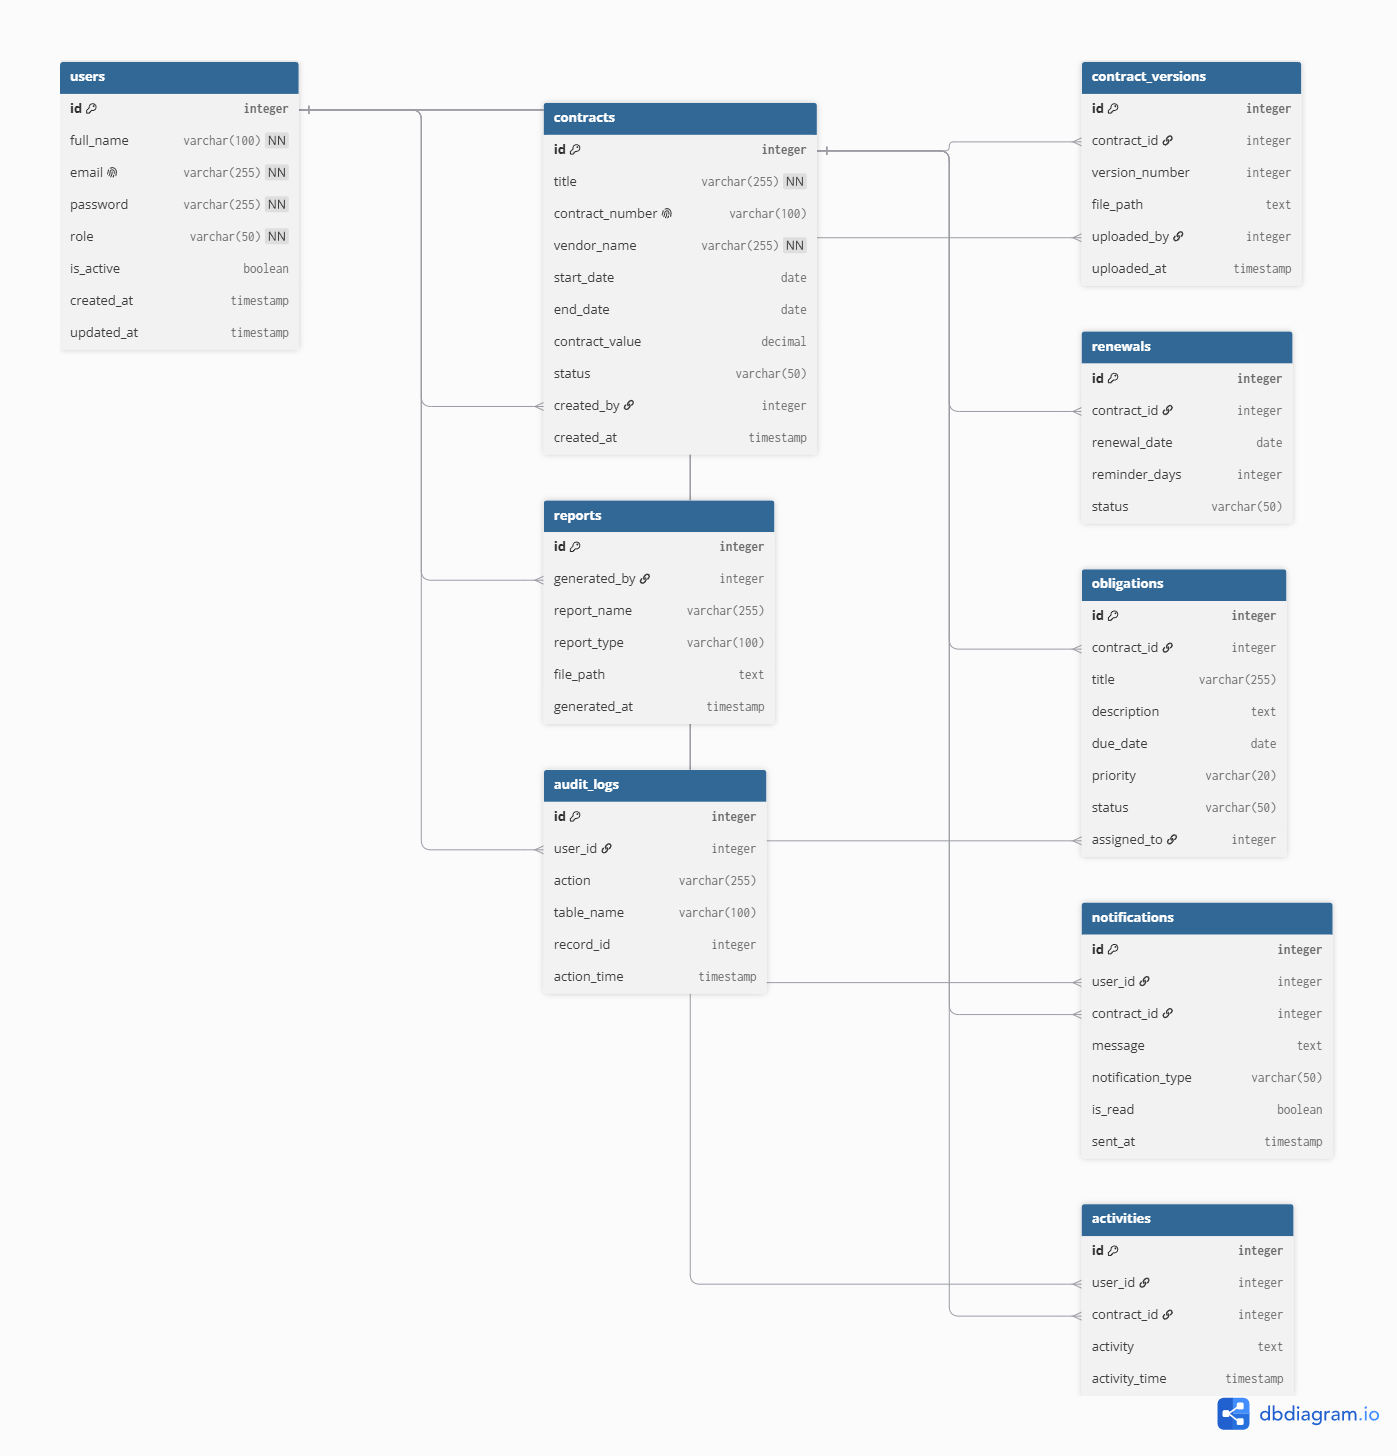 users
id integer
full_name varchar(100) NN
email varchar(255) NN
password varchar(255) NN
role varchar(50) NN
is_active boolean
created_at timestamp
updated_at timestamp
contracts
id integer
title varchar(255) NN
contract_number varchar(100)
vendor_name varchar(255) NN
start_date date
end_date date
contract_value decimal
status varchar(50)
created_by integer
created_at timestamp
reports
id integer
generated_by integer
report_name varchar(255)
report_type varchar(100)
file_path text
generated_at timestamp
audit_logs
id integer
user_id integer
action varchar(255)
table_name varchar(100)
record_id integer
action_time timestamp
contract_versions
id integer
contract_id integer
version_number integer
file_path text
uploaded_by integer
uploaded_at timestamp
renewals
id integer
contract_id integer
renewal_date date
reminder_days integer
status varchar(50)
obligations
id integer
contract_id integer
title varchar(255)
description text
due_date date
priority varchar(20)
status varchar(50)
assigned_to integer
notifications
id integer
user_id integer
contract_id integer
message text
notification_type varchar(50)
is_read boolean
sent_at timestamp
activities
id integer
user_id integer
contract_id integer
activity text
activity_time timestamp
dbdiagram.io